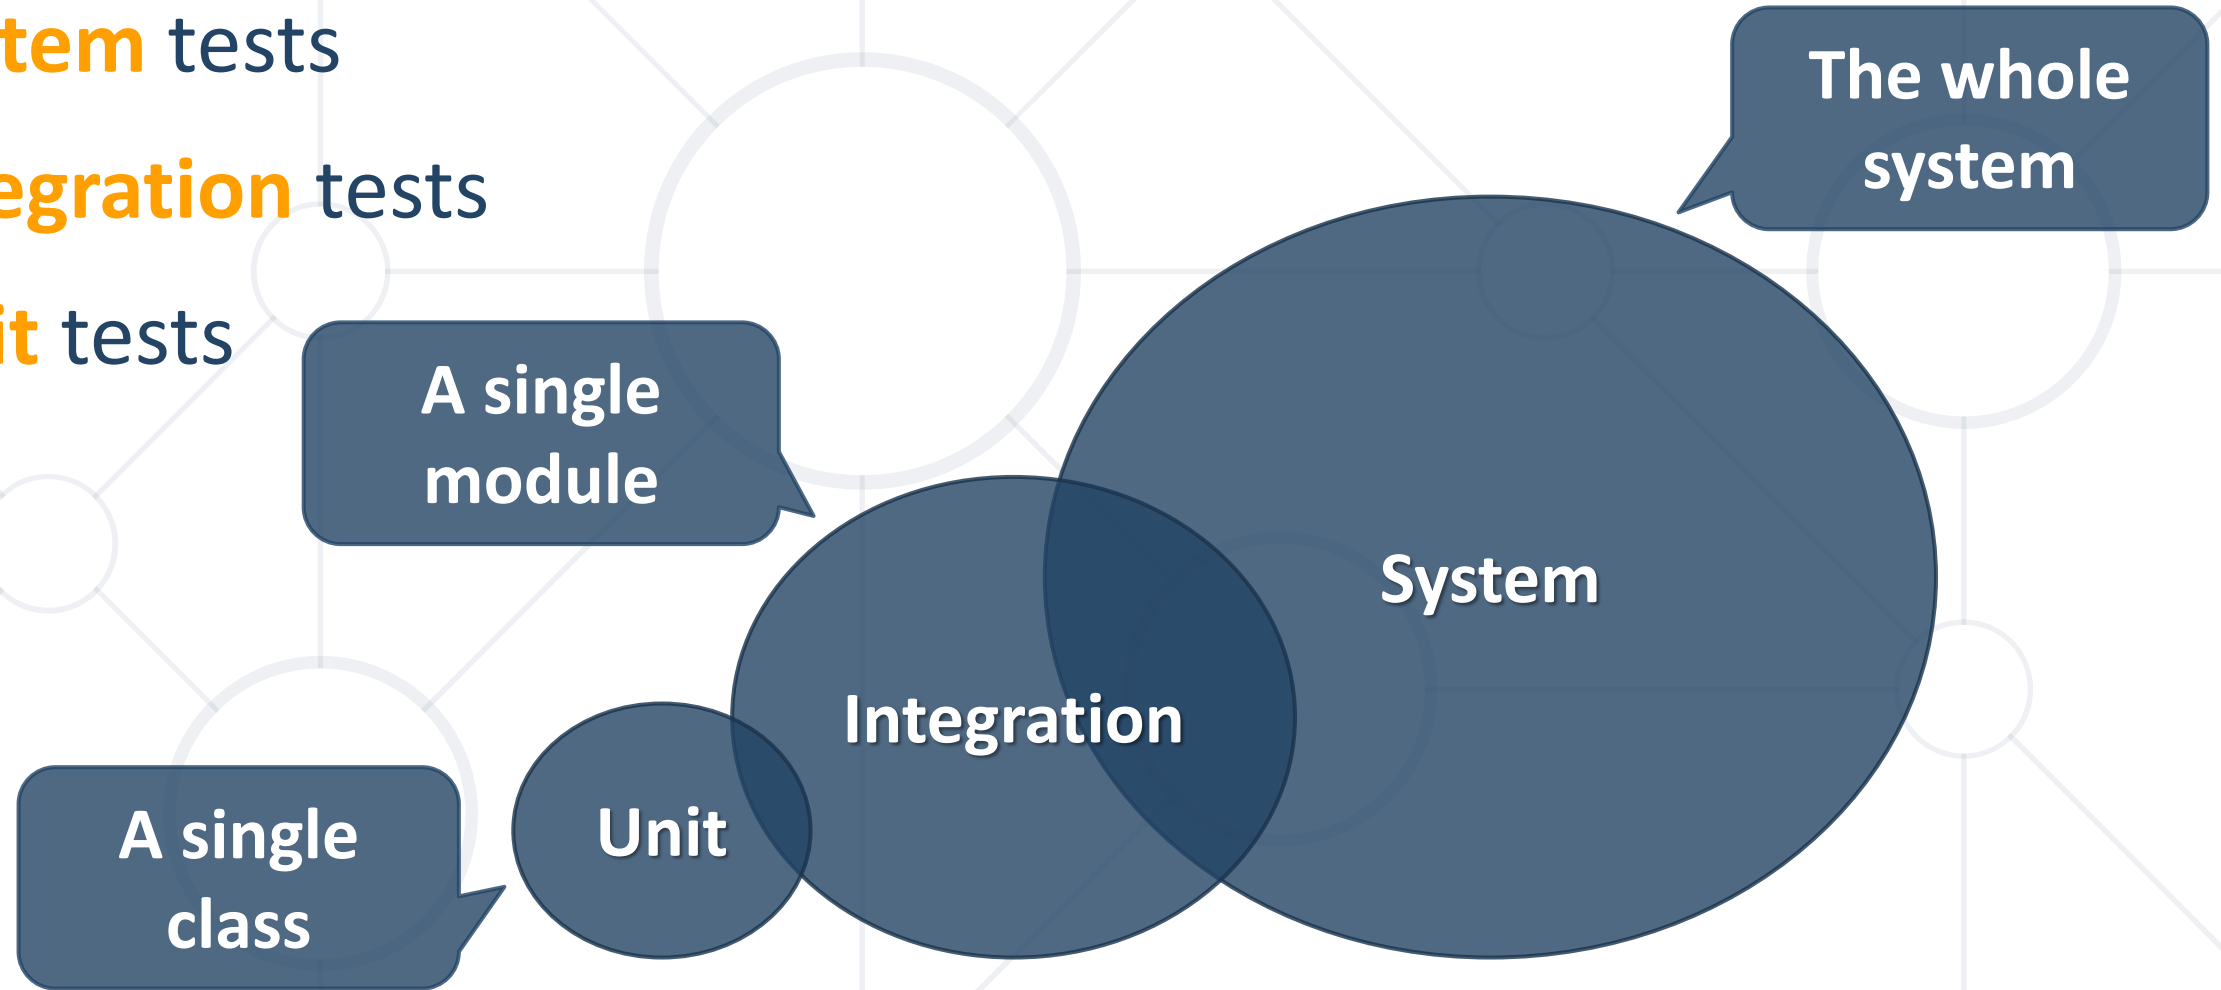 tem tests
egration tests
it tests
The whole
system
A single
module
System
Integration
Unit
A single
class